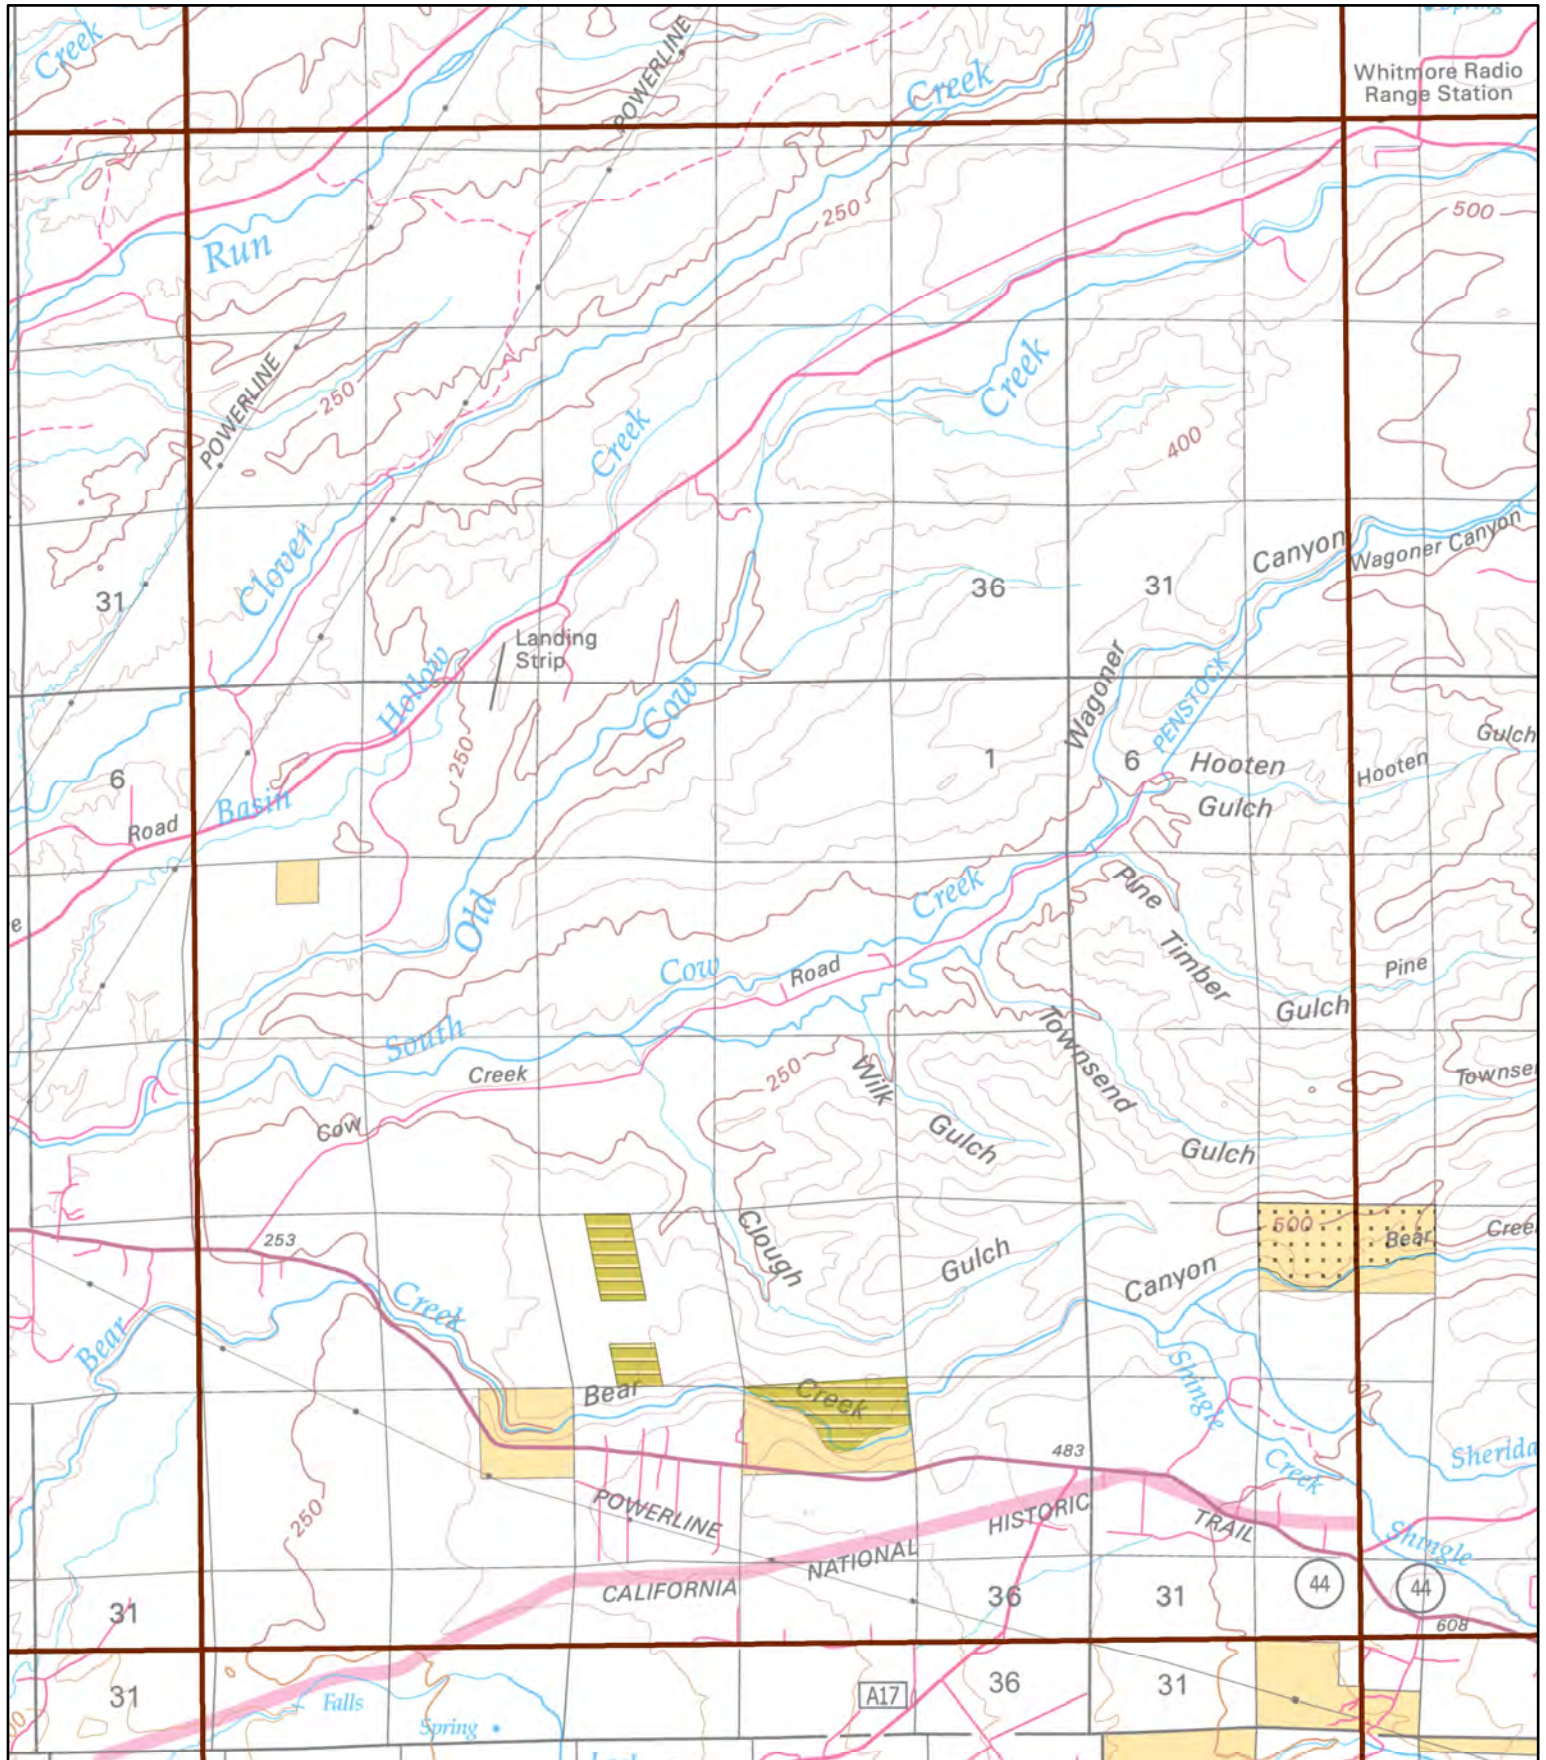 Creek
POWERLINE
Spring
Creek
Whitmore Radio
Range Station
250
500
Run
Creek
250
POWERLINE
Creek
400
Canyon
Wagoner Canyon
Clover
36
31
31
Landing
Strip
Hollow
Cow
Wagoner
PENSTOCK
Gulch
250
1
6
Hooten
Hooten
6
Gulch
Basin
Road
Creek
Pine
Old
e
Timber
Cow
Road
Pine
Gulch
South
Townsend
Creek
250
Wilk
Townse
Cow
Gulch
Gulch
Clough
500
Bear
Cree
253
Gulch
Canyon
Creek
Bear
Shingle
Bear
Creek
483
Sherida
Creek
250
POWERLINE
HISTORIC
TRAIL
Shingle
NATIONAL
CALIFORNIA
36
31
44
44
31
608
31
36
31
A17
Falls
Spring